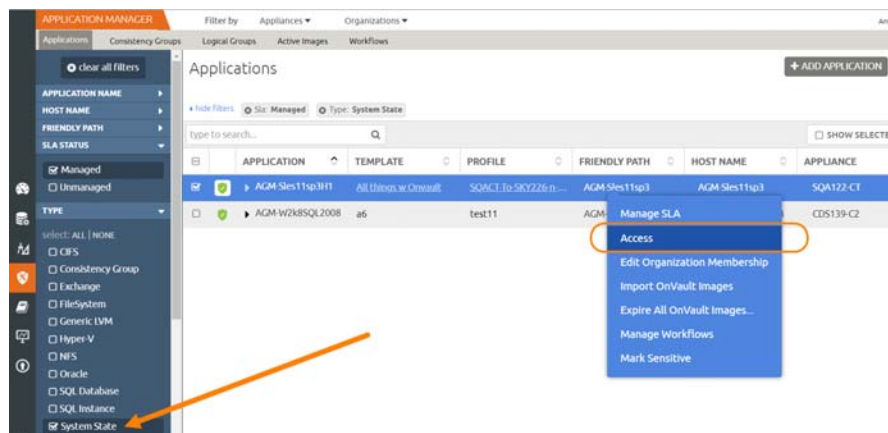 APPLICATION MANAGER Filter by Appliances Organizations
Applications Consistency Groups Logical Groups Active Images Workflows
clear all filters
APPLICATION NAME
HOST NAME
FRIENDLY PATH
SLA STATUS
Managed
Unmanaged
TYPE
select: ALL | NONE
CIFS
Consistency Group
Exchange
FileSystem
Generic LVM
Hyper-V
NFS
Oracle
SQL Database
SQL Instance
System State
Applications
+ ADD APPLICATION
hide filters Sla: Managed Type: System State
type to search...
SHOW SELECTE
APPLICATION TEMPLATE PROFILE FRIENDLY PATH HOST NAME APPLIANCE
AGM-Sles11sp3H1 All things w Onvault SQACT-To-SKY226-n-... AGM-Sles11sp3 AGM-Sles11sp3 SQA122-CT
AGM-W2k8SQL2008 a6 test11 AGM- CDS139-C2
Manage SLA
Access
Edit Organization Membership
Import OnVault Images
Expire All OnVault Images...
Manage Workflows
Mark Sensitive